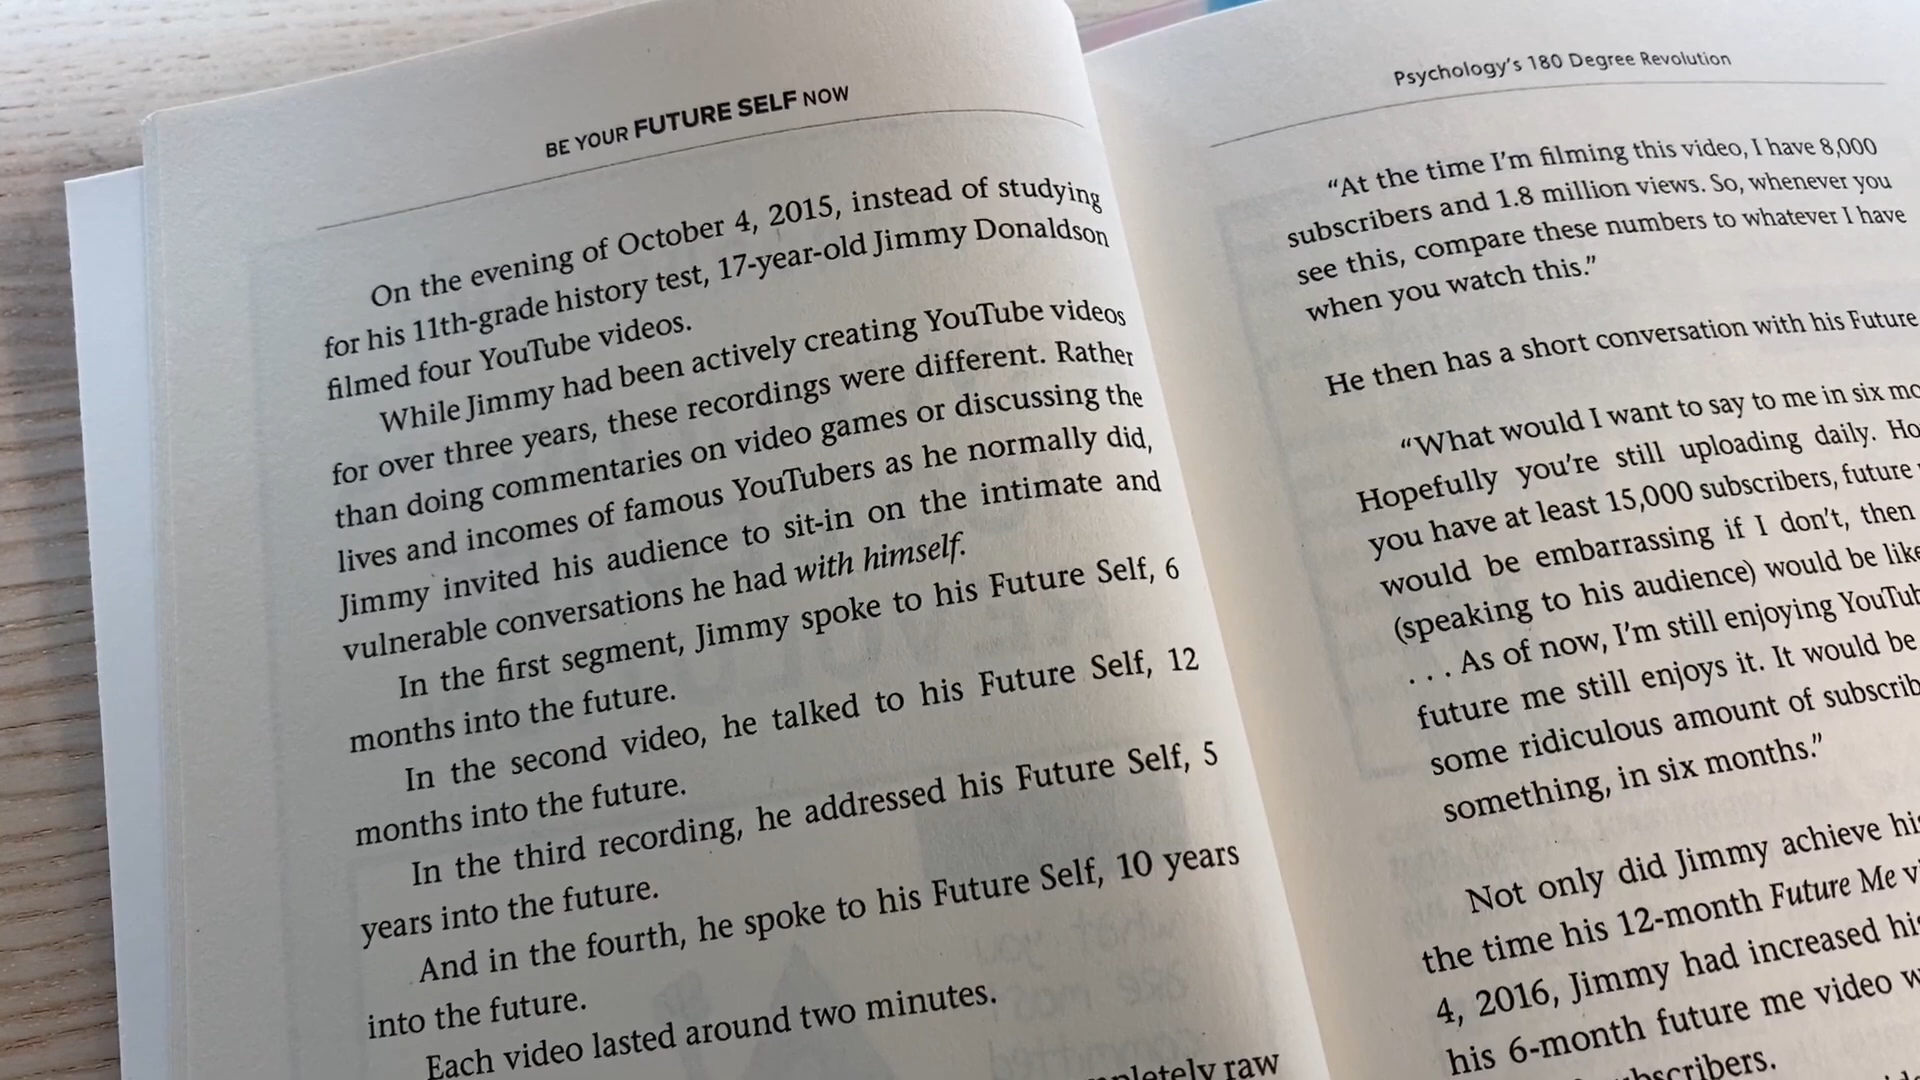 BE YOUR FUTURE SELF NOW
On the evening of October 4, 2015, instead of studying
for his 11th-grade history test, 17-year-old Jimmy Donaldson
filmed four YouTube videos.
While Jimmy had been actively creating YouTube videos
for over three years, these recordings were different. Rather
than doing commentaries on video games or discussing the
lives and incomes of famous YouTubers as he normally did,
Jimmy invited his audience to sit-in on the intimate and
vulnerable conversations he had with himself.
In the first segment, Jimmy spoke to his Future Self, 6
months into the future.
In the second video, he talked to his Future Self, 12
months into the future.
In the third recording, he addressed his Future Self, 5
years into the future.
And in the fourth, he spoke to his Future Self, 10 years
into the future.
Each video lasted around two minutes.
raw
Psychology's 180 Degree Revolution
“At the time I'm filming this video, I have 8,000
subscribers and 1.8 million views. So, whenever you
see this, compare these numbers to whatever I have
when you watch this.”
He then has a short conversation with his Future
“What would I want to say to me in six
Hopefully you're still uploading daily.
you have at least 15,000 subscribers, future
would be embarrassing if I don't, then
(speaking to his audience) would be like
. . . As of now, I'm still enjoying
future me still enjoys it. It would be
some ridiculous amount of
something, in six months.”
Not only did Jimmy achieve
the time his 12-month Future Me
4, 2016, Jimmy had increased
his 6-month future me video